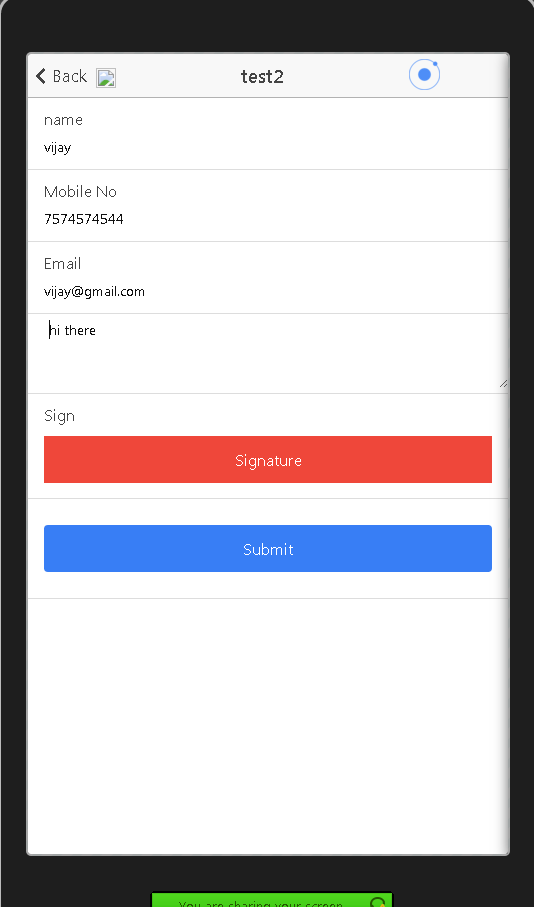 Back
test2
name
vijay
Mobile No
7574574544
Email
vijay@gmail.com
hi there
Sign
Signature
Submit
You are sharing your screen